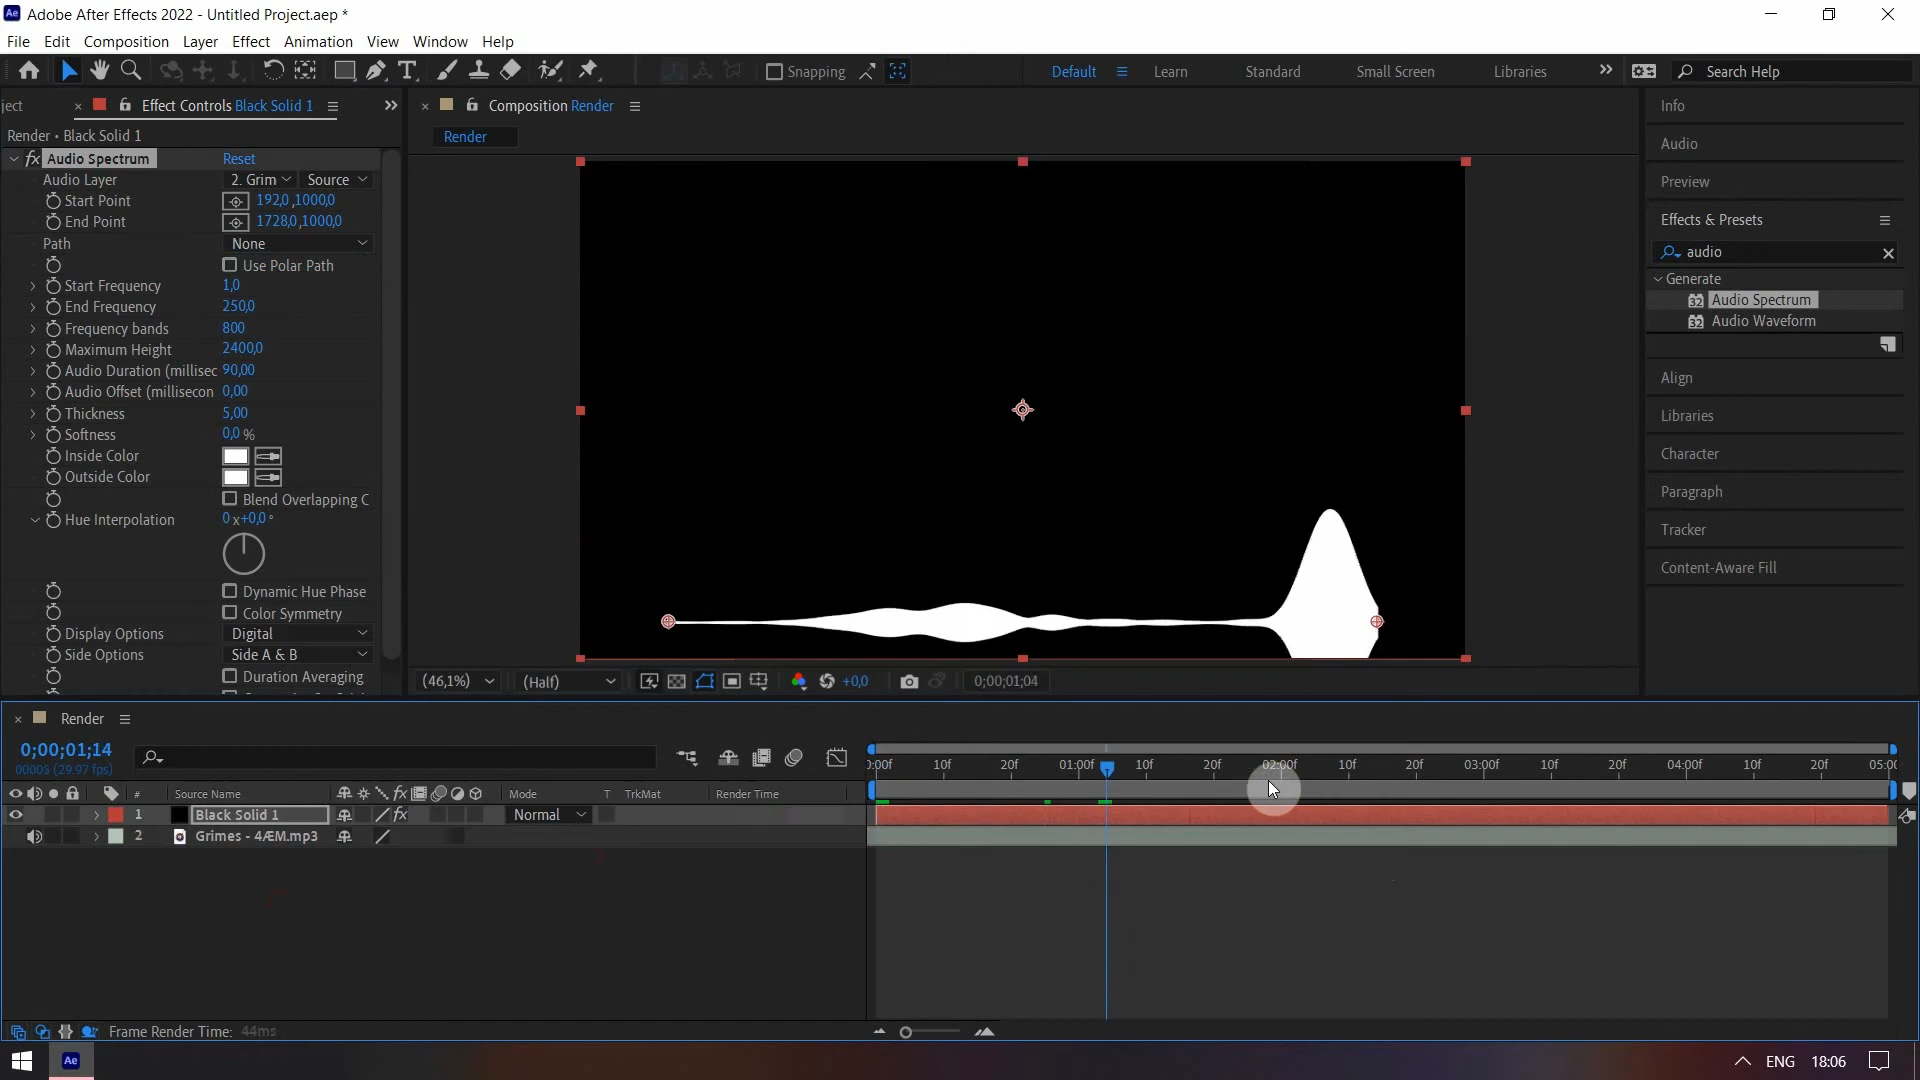 Adobe After Effects 2022 - Untitled Project.aep *
File Edit Composition Layer Effect Animation View Window Help
Snapping Default Learn Standard Small Screen Libraries Search Help
ject Effect Controls Black Solid 1
Composition Render
Render • Black Solid 1
Render
Audio Spectrum Reset
Audio Layer 2. Grim Source
Start Point 192,0 ,1000,0
End Point 1728,0 ,1000,0
Path None
Use Polar Path
Start Frequency 1,0
End Frequency 250,0
Frequency bands 800
Maximum Height 2400,0
Audio Duration (millisec 90,00
Audio Offset (millisecon 0,00
Thickness 5,00
Softness 0,0 %
Inside Color
Outside Color
Blend Overlapping C
Hue Interpolation 0 x+0,0 °
Dynamic Hue Phase
Color Symmetry
Display Options Digital
Side Options Side A & B
Duration Averaging
(46,1%) (Half) +0,0 0;00;01;04
Info
Audio
Preview
Effects & Presets
audio
Generate
32 Audio Spectrum
32 Audio Waveform
Align
Libraries
Character
Paragraph
Tracker
Content-Aware Fill
Render
0;00;01;14
00005 (29.97 fps)
0:00f 10f 20f 01:00f 10f 20f 02:00f 10f 20f 03:00f 10f 20f 04:00f 10f 20f 05:00
# Source Name Mode T TrkMat Render Time
1 Black Solid 1 fx Normal
2 Grimes - 4ÆM.mp3
Frame Render Time: 44ms
Ae ENG 18:06